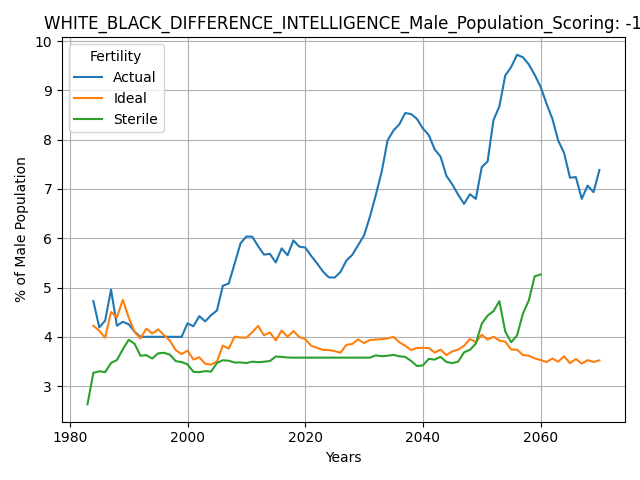 WHITE_BLACK_DIFFERENCE_INTELLIGENCE_Male_Population_Scoring: -1
Fertility
Actual
Ideal
Sterile
10
9
8
7
6
5
4
3
% of Male Population
1980
2000
2020
2040
2060
Years